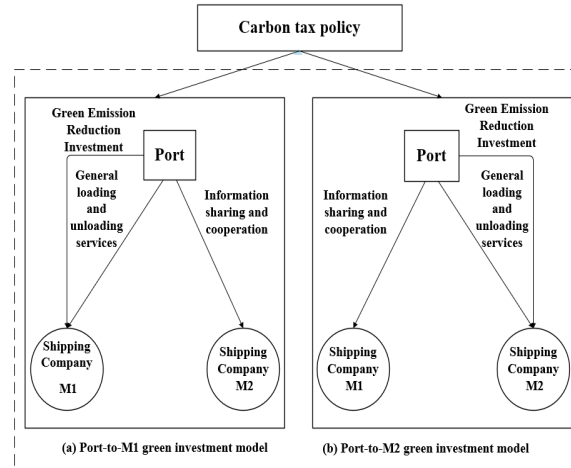 Carbon tax policy
Green Emission
Reduction
Investment
Port
General
loading
and
unloading
services
Information
sharing and
cooperation
Shipping
Company
M1
Shipping
Company
M2
(a) Port-to-M1 green investment model
Green Emission
Reduction
Investment
Port
Information
sharing and
cooperation
General
loading
and
unloading
services
Shipping
Company
M1
Shipping
Company
M2
(b) Port-to-M2 green investment model